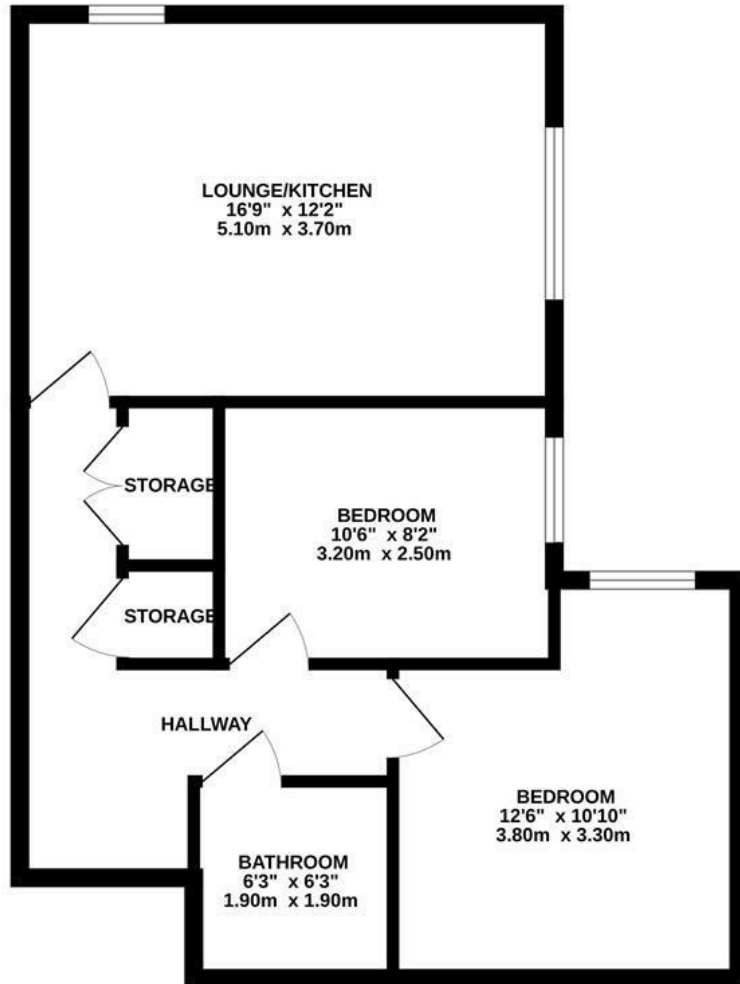 LOUNGE/KITCHEN
16'9" x 12'2"
5.10m x 3.70m
STORAGE
BEDROOM
10'6" x 8'2"
3.20m x 2.50m
STORAGE
HALLWAY
BEDROOM
12'6" x 10'10"
3.80m x 3.30m
BATHROOM
6'3" x 6'3"
1.90m x 1.90m